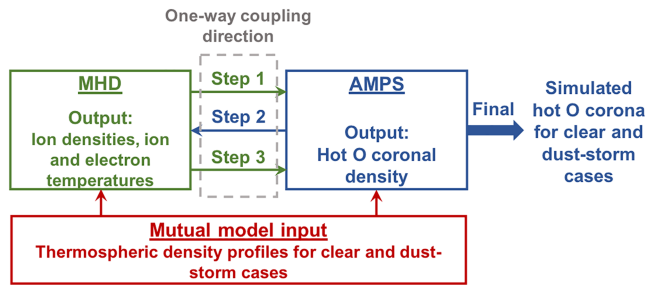 One-way coupling
direction
MHD
Output:
Ion densities, ion
and electron
temperatures
Step 1
Step 2
Step 3
AMPS
Output:
Hot O coronal
density
Final
Simulated
hot O corona
for clear and
dust-storm
cases
Mutual model input
Thermospheric density profiles for clear and dust-
storm cases